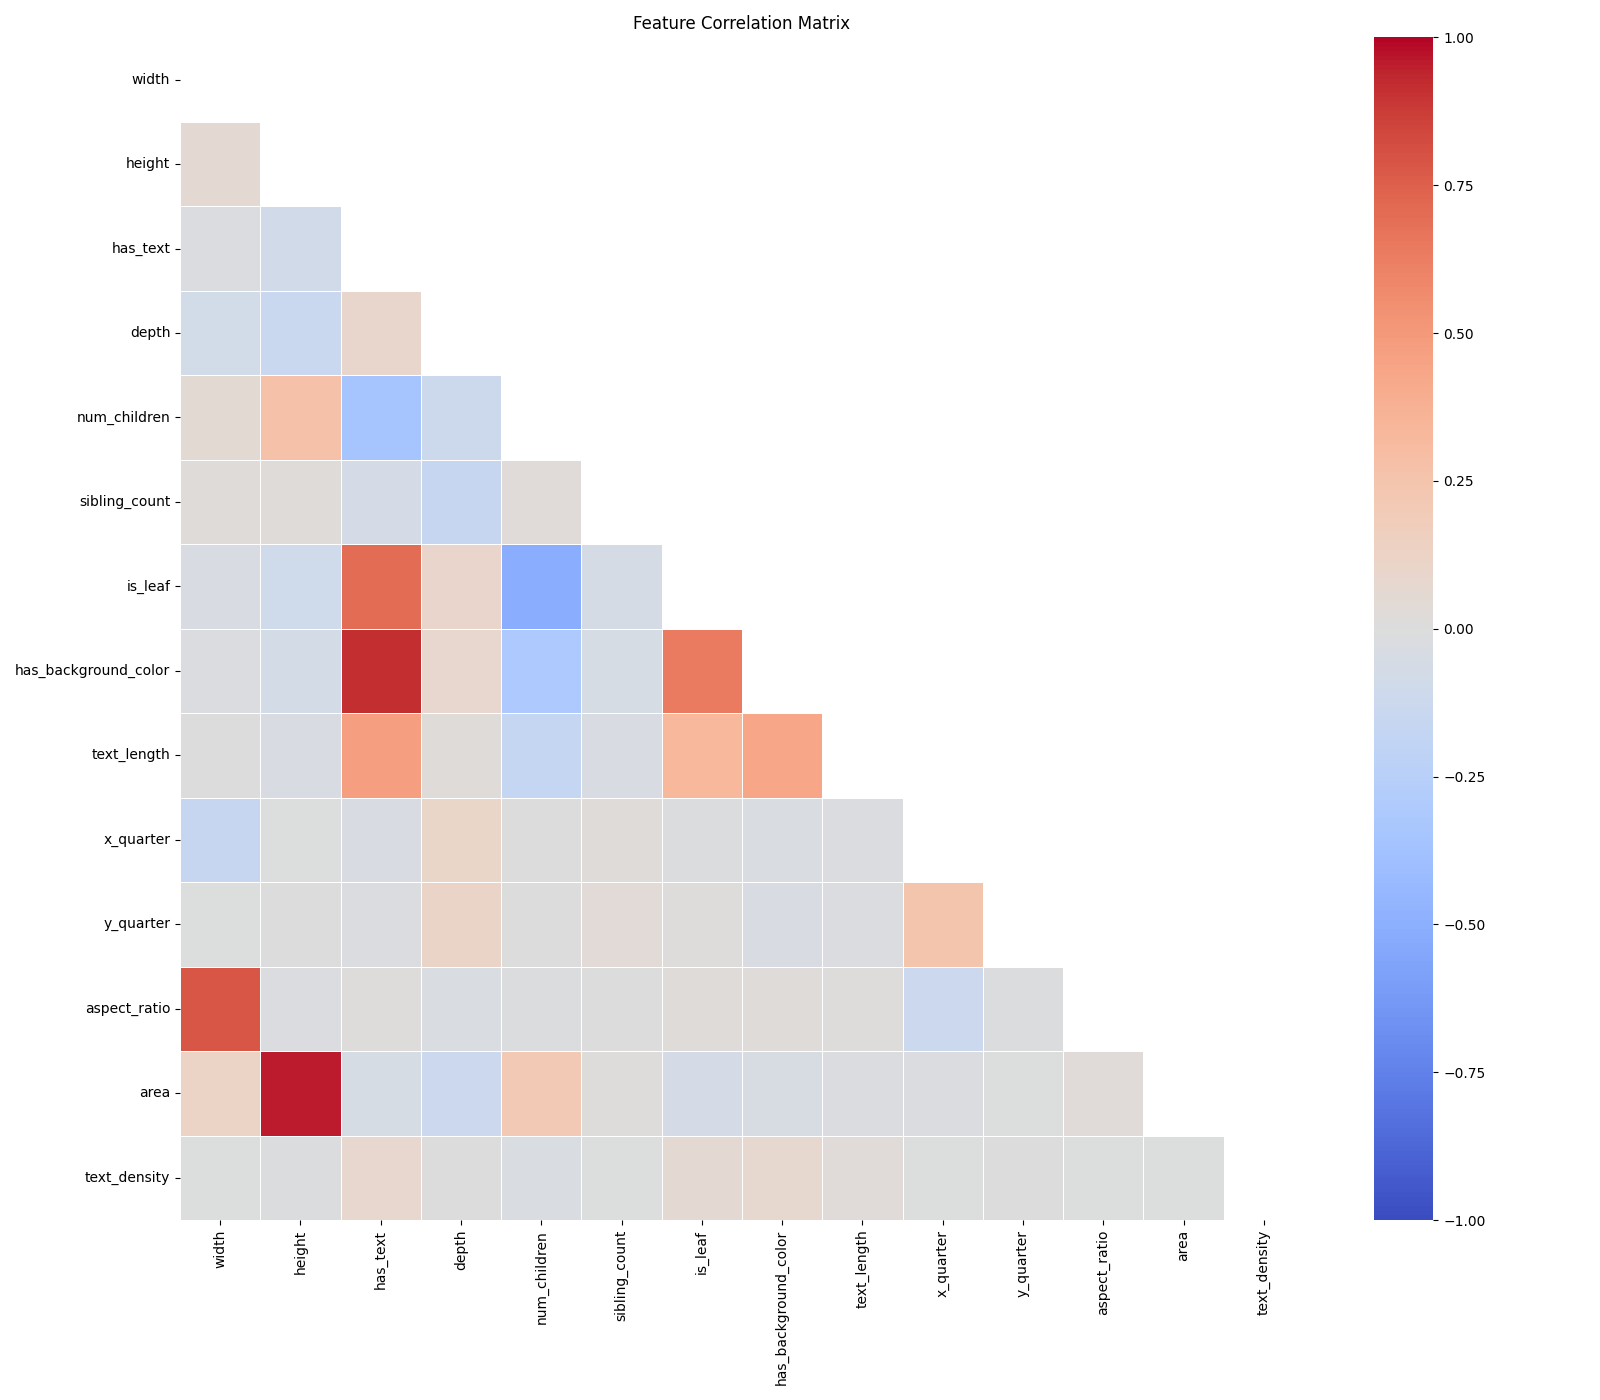 Feature Correlation Matrix
width
height
has_text
depth
num_children
sibling_count
is_leaf
has_background_color
text_length
x_quarter
y_quarter
aspect_ratio
area
text_density
width
height
has_text
depth
num_children
sibling_count
is_leaf
has_background_color
text_length
x_quarter
y_quarter
aspect_ratio
area
text_density
1.00
0.75
0.50
0.25
0.00
−0.25
−0.50
−0.75
−1.00